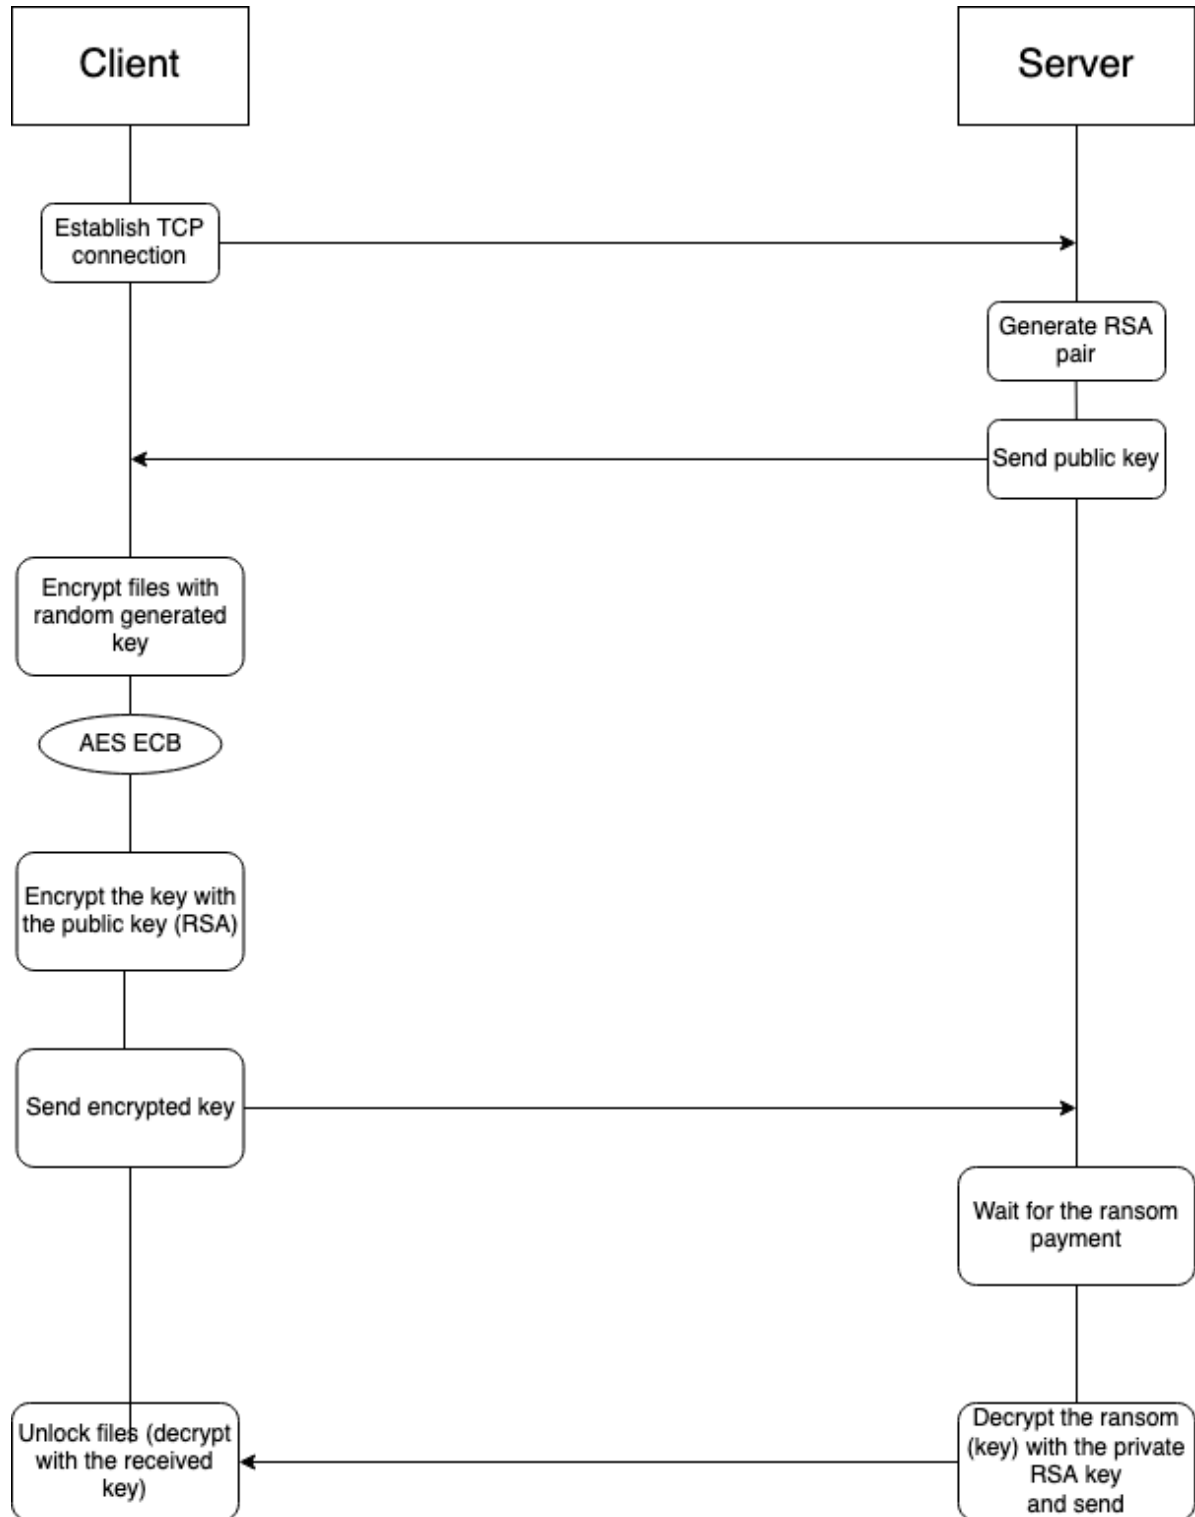 Client
Server
Establish TCP
connection
Generate RSA
pair
Send public key
Encrypt files with
random generated
key
AES ECB
Encrypt the key with
the public key (RSA)
Send encrypted key
Wait for the ransom
payment
Decrypt the ransom
(key) with the private
RSA key
and send
Unlock files (decrypt
with the received
key)